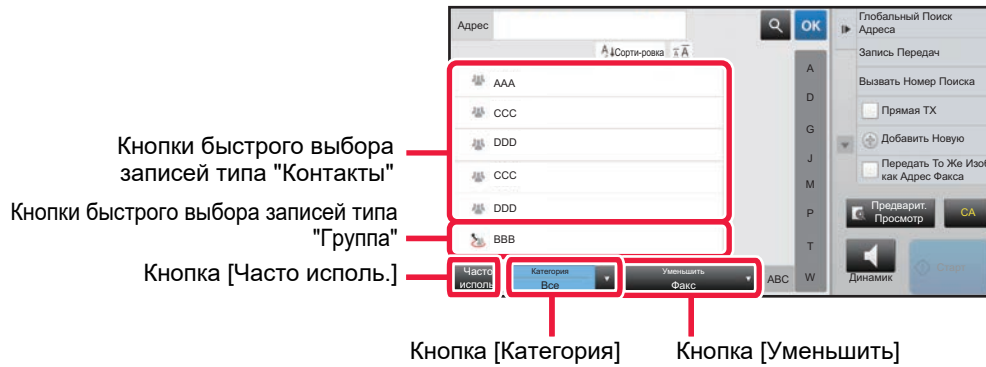 Адрес
OK
Сорти-ровка
AAA
CCC
DDD
CCC
DDD
BBB
A
D
G
J
M
P
T
W
ABC
Часто
исполь
Категория
Все
Уменьшить
Факс
Глобальный Поиск
Адреса
Запись Передач
Вызвать Номер Поиска
Прямая TX
Добавить Новую
Передать То Же Изоб
как Адрес Факса
Предварит.
Просмотр
CA
Динамик
Старт
Кнопки быстрого выбора
записей типа "Контакты"
Кнопки быстрого выбора записей типа
"Группа"
Кнопка [Часто исполь.]
Кнопка [Категория]
Кнопка [Уменьшить]